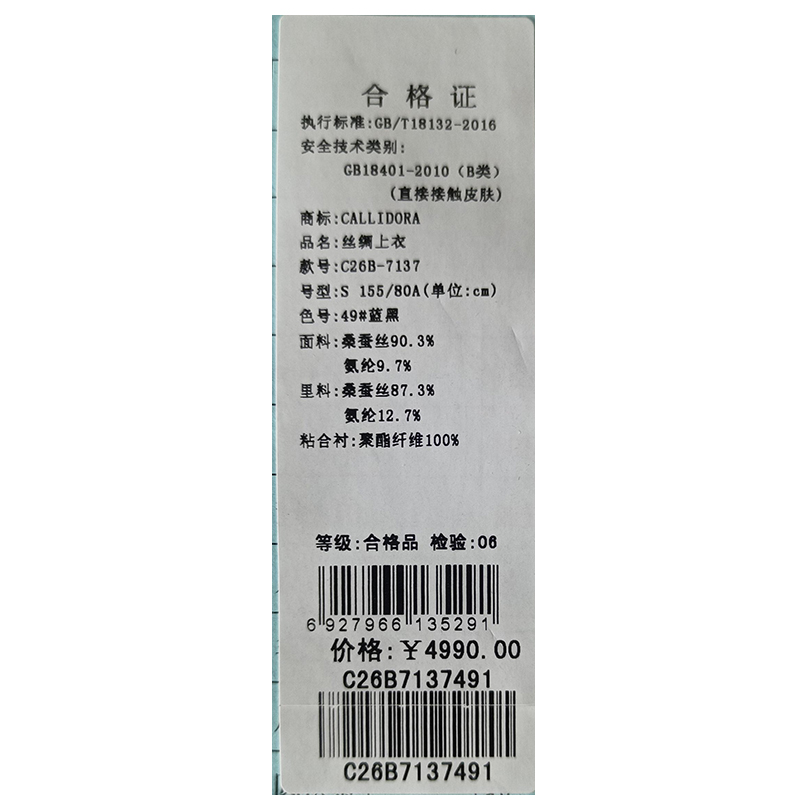 合格证
执行标准:GB/T18132-2016
安全技术类别:
GB18401-2010（B类）
(直接接触皮肤)
商标:CALLIDORA
品名:丝绸上衣
款号:C26B-7137
号型:S 155/80A(单位:cm)
色号:49#蓝黑
面料:桑蚕丝90.3%
氨纶9.7%
里料:桑蚕丝87.3%
氨纶12.7%
粘合衬:聚酯纤维100%
等级:合格品 检验:06
6 927966 135291
价格:￥4990.00
C26B7137491
C26B7137491